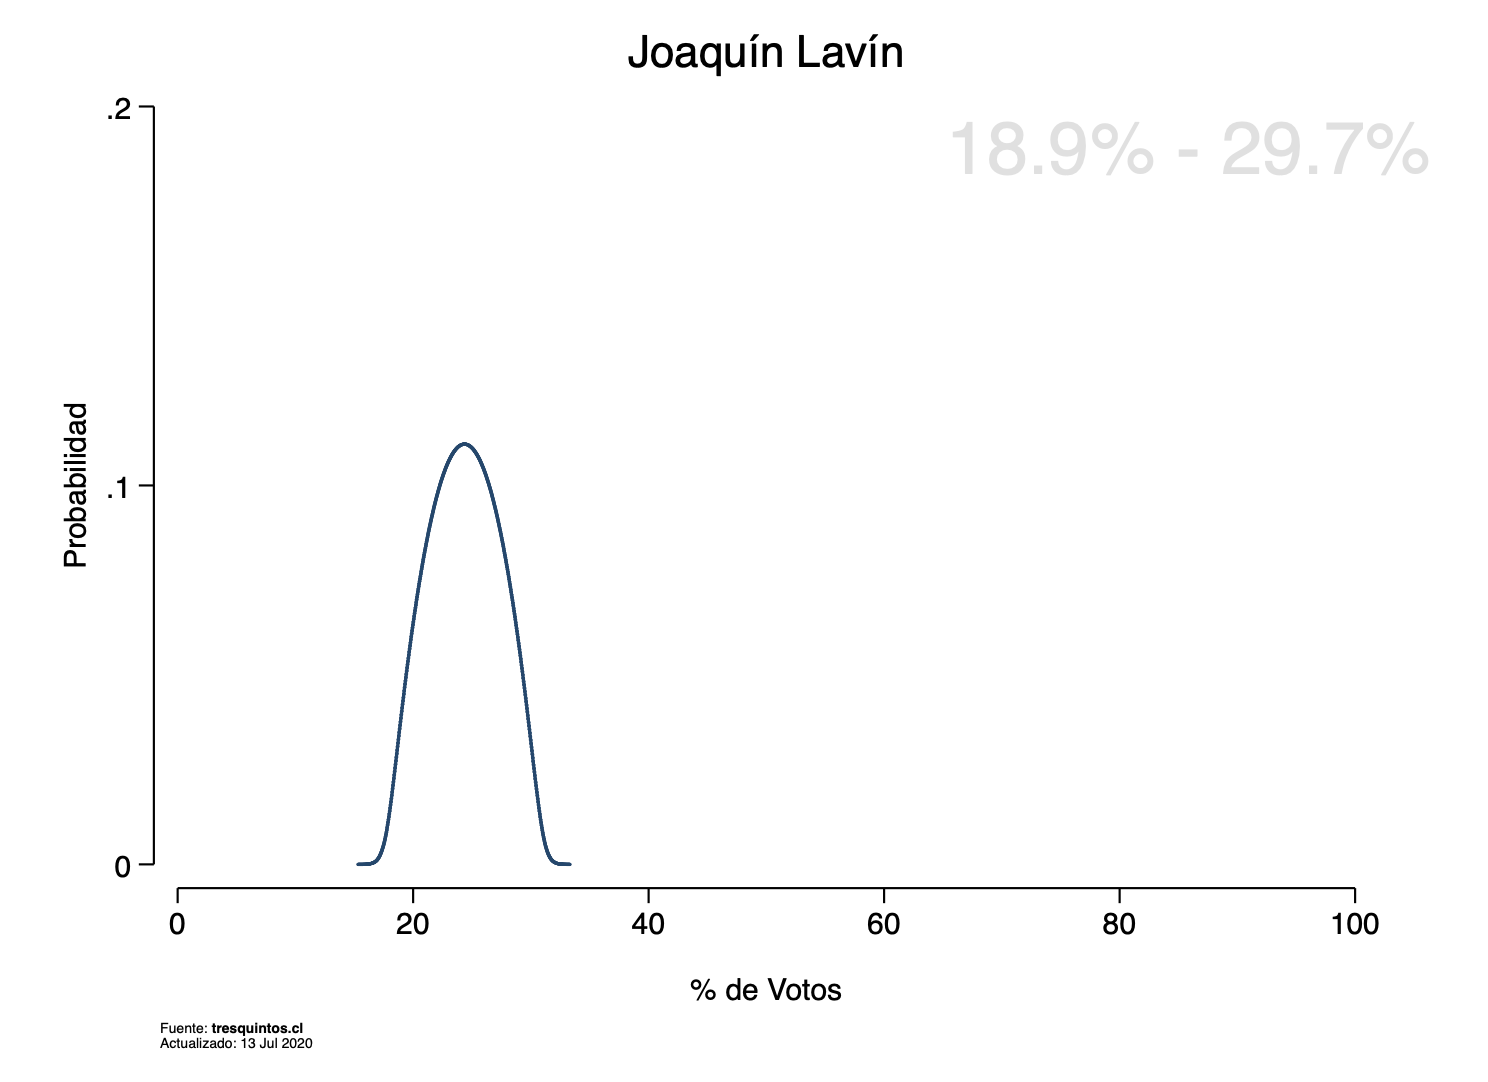 Joaquín Lavín
18.9% - 29.7%
.2
.1
0
Probabilidad
0 20 40 60 80 100
% de Votos
Fuente: tresquintos.cl
Actualizado: 13 Jul 2020